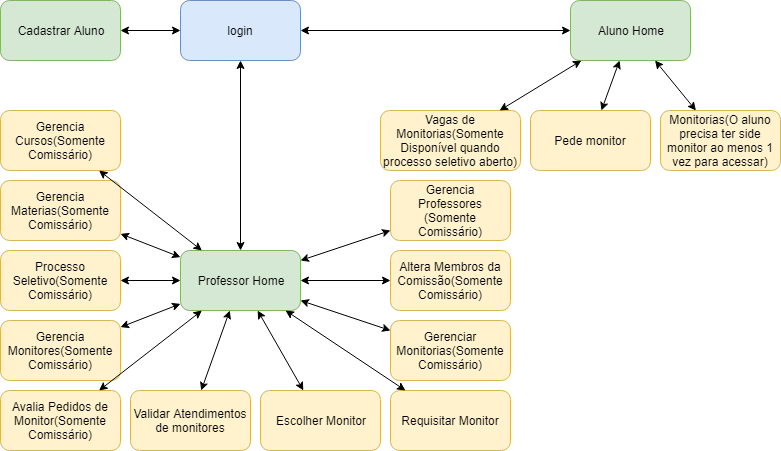 Cadastrar Aluno
login
Aluno Home
Gerencia
Cursos(Somente
Comissário)
Vagas de
Monitorias(Somente
Disponível quando
processo seletivo aberto)
Pede monitor
Monitorias(O aluno
precisa ter side
monitor ao menos 1
vez para acessar)
Gerencia
Materias(Somente
Comissário)
Gerencia
Professores
(Somente
Comissário)
Processo
Seletivo(Somente
Comissário)
Professor Home
Altera Membros da
Comissão(Somente
Comissário)
Gerencia
Monitores(Somente
Comissário)
Gerenciar
Monitorias(Somente
Comissário)
Avalia Pedidos de
Monitor(Somente
Comissário)
Validar Atendimentos
de monitores
Escolher Monitor
Requisitar Monitor